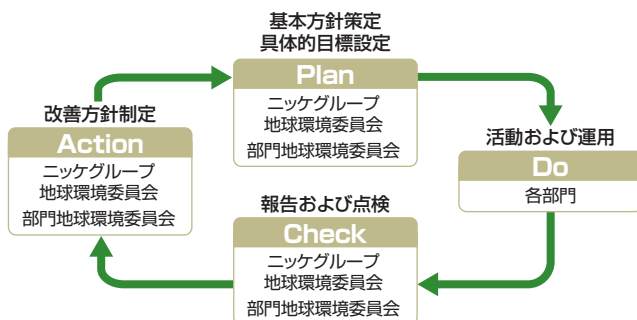 基本方針策定
具体的目標設定
Plan
ニッケグループ
地球環境委員会
部門地球環境委員会
活動および運用
Do
各部門
報告および点検
Check
ニッケグループ
地球環境委員会
部門地球環境委員会
改善方針制定
Action
ニッケグループ
地球環境委員会
部門地球環境委員会